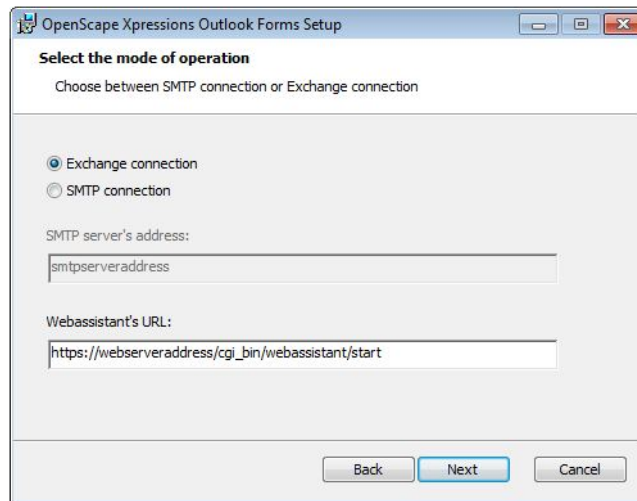 OpenScape Xpressions Outlook Forms Setup
Select the mode of operation
Choose between SMTP connection or Exchange connection
Exchange connection
SMTP connection
SMTP server's address:
smtpserveraddress
Webassistant's URL:
https://webserveraddress/cgi_bin/webassistant/start
Back Next Cancel